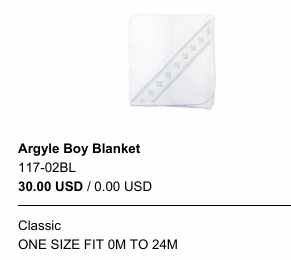 Argyle Boy Blanket
117-02BL
30.00 USD / 0.00 USD
Classic
ONE SIZE FIT 0M TO 24M